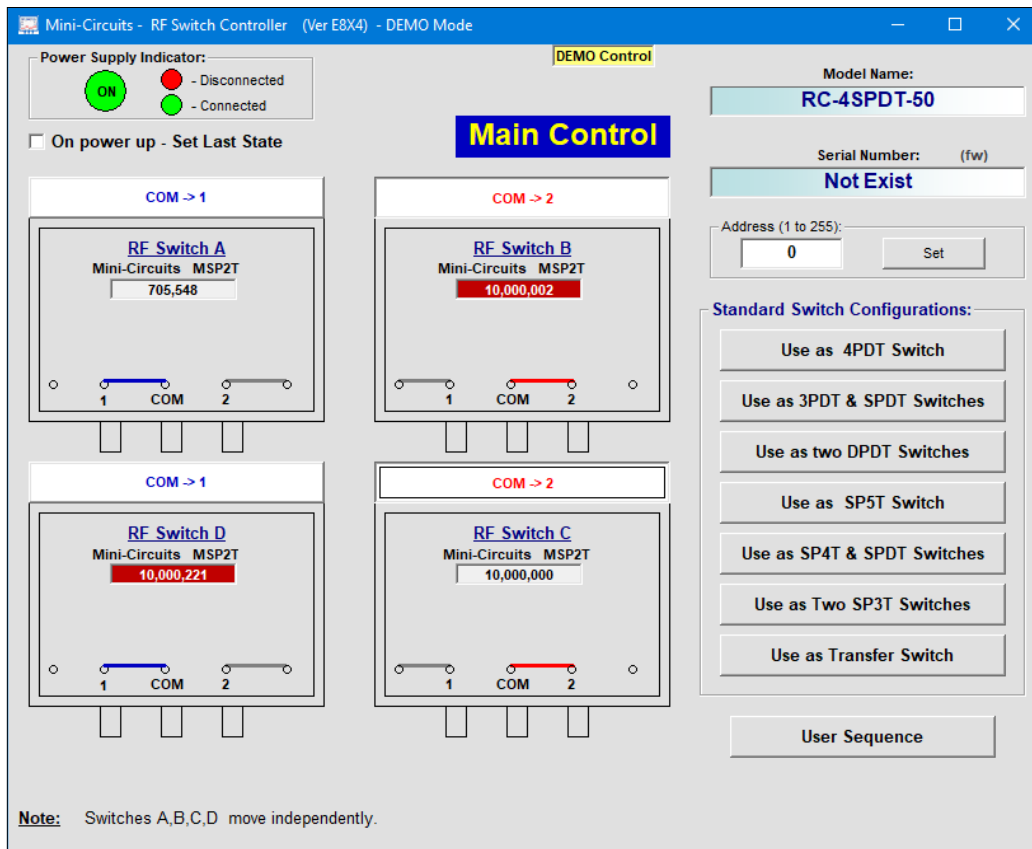 Mini-Circuits - RF Switch Controller (Ver E8X4) - DEMO Mode
Power Supply Indicator:
ON
- Disconnected
- Connected
DEMO Control
Model Name:
RC-4SPDT-50
On power up - Set Last State
Main Control
Serial Number: (fw)
Not Exist
COM -> 1
RF Switch A
Mini-Circuits MSP2T
705,548
1 COM 2
COM -> 2
RF Switch B
Mini-Circuits MSP2T
10,000,002
1 COM 2
COM -> 1
RF Switch D
Mini-Circuits MSP2T
10,000,221
1 COM 2
COM -> 2
RF Switch C
Mini-Circuits MSP2T
10,000,000
1 COM 2
Address (1 to 255):
0 Set
Standard Switch Configurations:
Use as 4PDT Switch
Use as 3PDT & SPDT Switches
Use as two DPDT Switches
Use as SP5T Switch
Use as SP4T & SPDT Switches
Use as Two SP3T Switches
Use as Transfer Switch
User Sequence
Note: Switches A,B,C,D move independently.